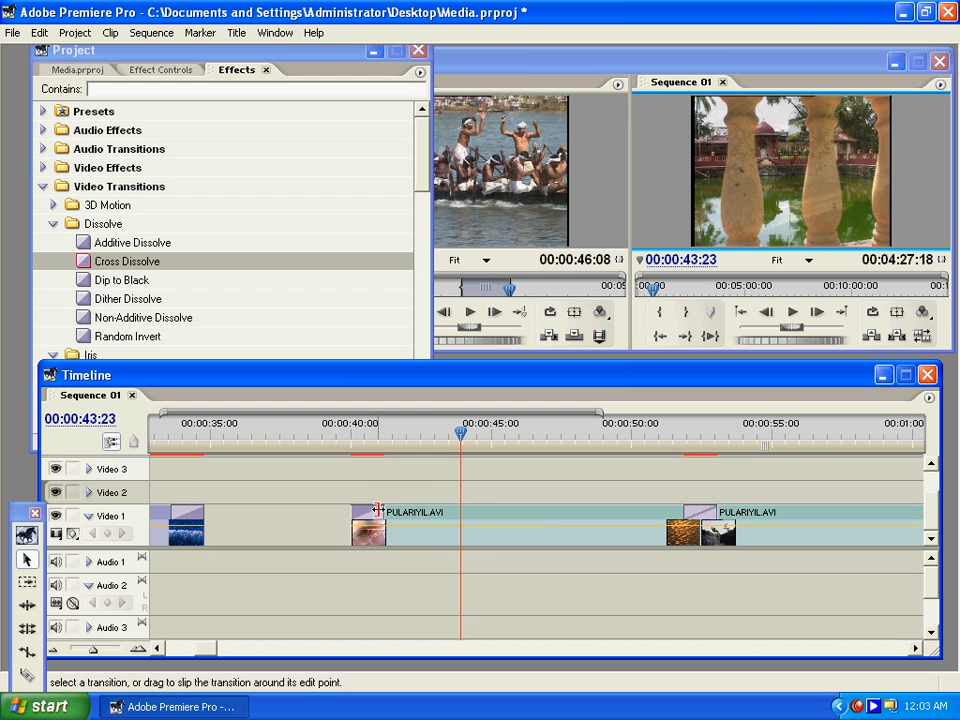 Adobe Premiere Pro - C:\Documents and Settings\Administrator\Desktop\Media.prproj *
File Edit Project Clip Sequence Marker Title Window Help
Project
Media.prproj Effect Controls Effects
Contains:
Presets
Audio Effects
Audio Transitions
Video Effects
Video Transitions
3D Motion
Dissolve
Additive Dissolve
Cross Dissolve
Dip to Black
Dither Dissolve
Non-Additive Dissolve
Random Invert
Iris
Fit 00:00:46:08
00:05
Sequence 01
00:00:43:23 Fit 00:04:27:18
00:00 00:05:00:00 00:10:00:00 00:1
Timeline
Sequence 01
00:00:43:23
00:00:35:00 00:00:40:00 00:00:45:00 00:00:50:00 00:00:55:00 00:01:00
Video 3
Video 2
Video 1
PULARIYIL.AVI PULARIYIL.AVI
Audio 1
Audio 2
L
R
Audio 3
select a transition, or drag to slip the transition around its edit point.
start Adobe Premiere Pro -... 12:03 AM